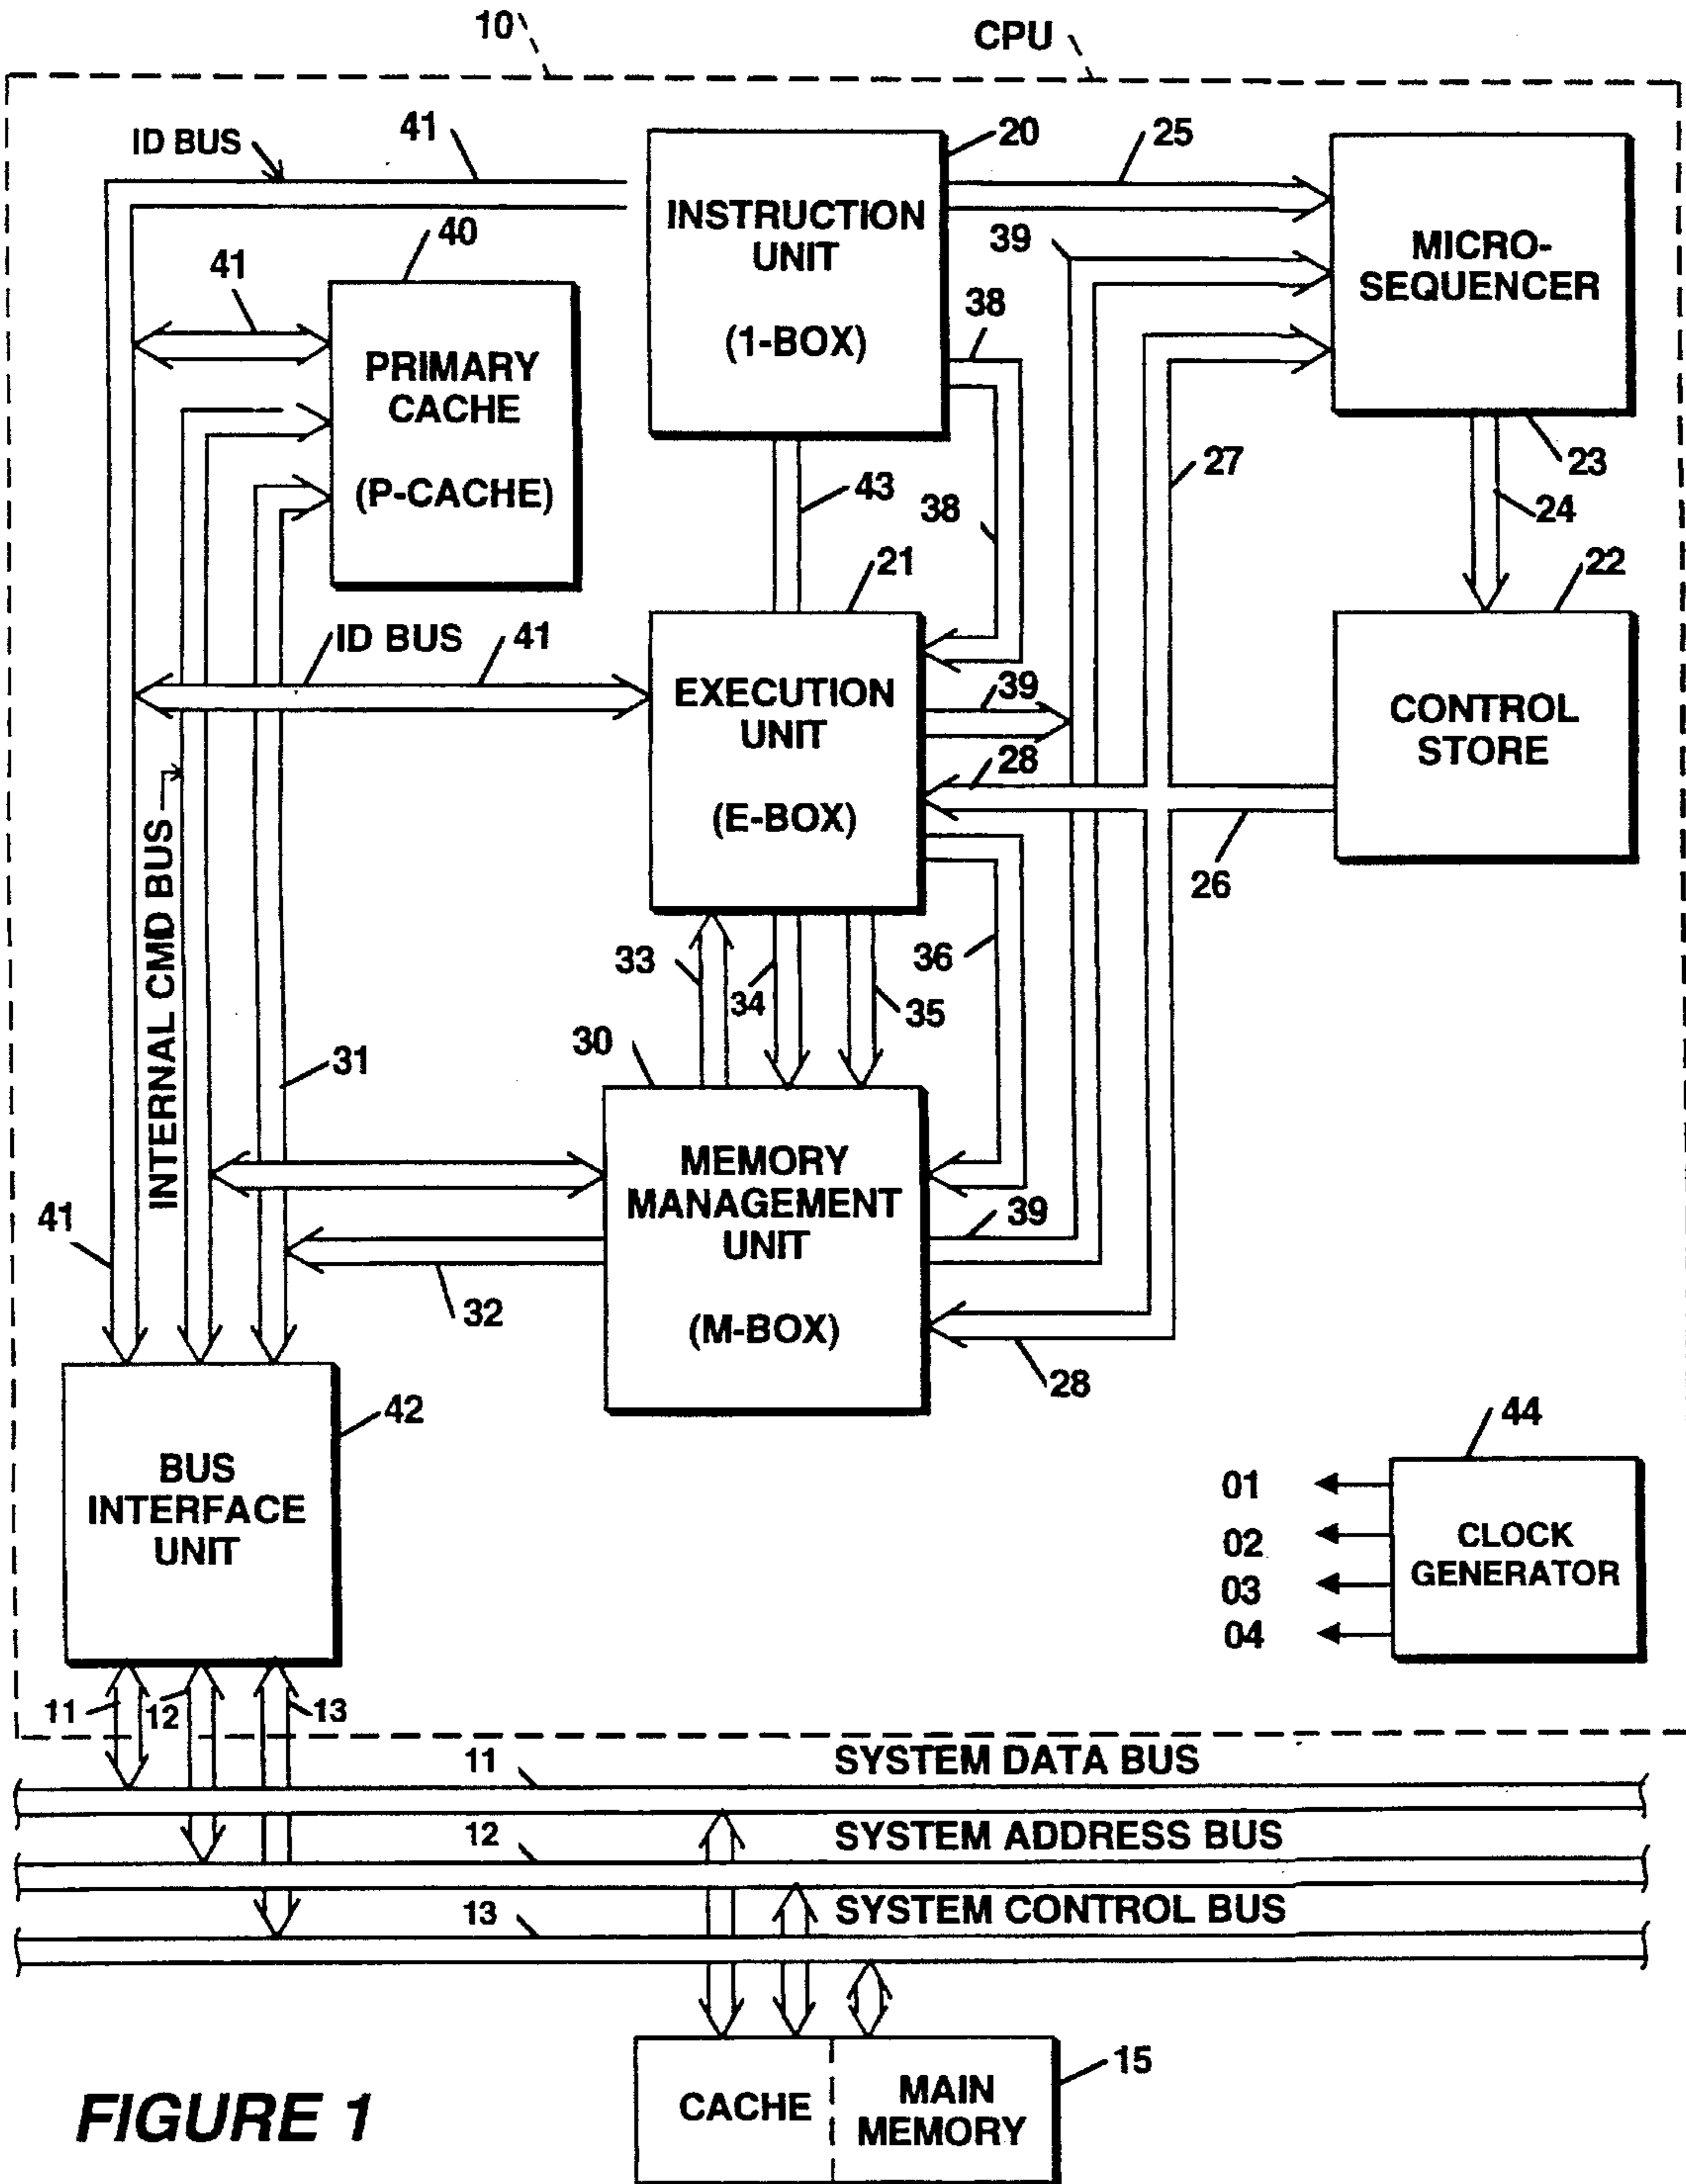 10
CPU
ID BUS
41
20
25
INSTRUCTION
UNIT
(1-BOX)
MICRO-
SEQUENCER
39
40
41
38
PRIMARY
CACHE
(P-CACHE)
43
38
27
23
24
21
22
ID BUS
41
EXECUTION
UNIT
(E-BOX)
39
28
CONTROL
STORE
26
INTERNAL CMD BUS
33
34
35
36
30
31
MEMORY
MANAGEMENT
UNIT
(M-BOX)
41
39
32
28
42
BUS
INTERFACE
UNIT
44
01
02
03
04
CLOCK
GENERATOR
11
12
13
11
SYSTEM DATA BUS
12
SYSTEM ADDRESS BUS
13
SYSTEM CONTROL BUS
15
CACHE
MAIN
MEMORY
FIGURE 1